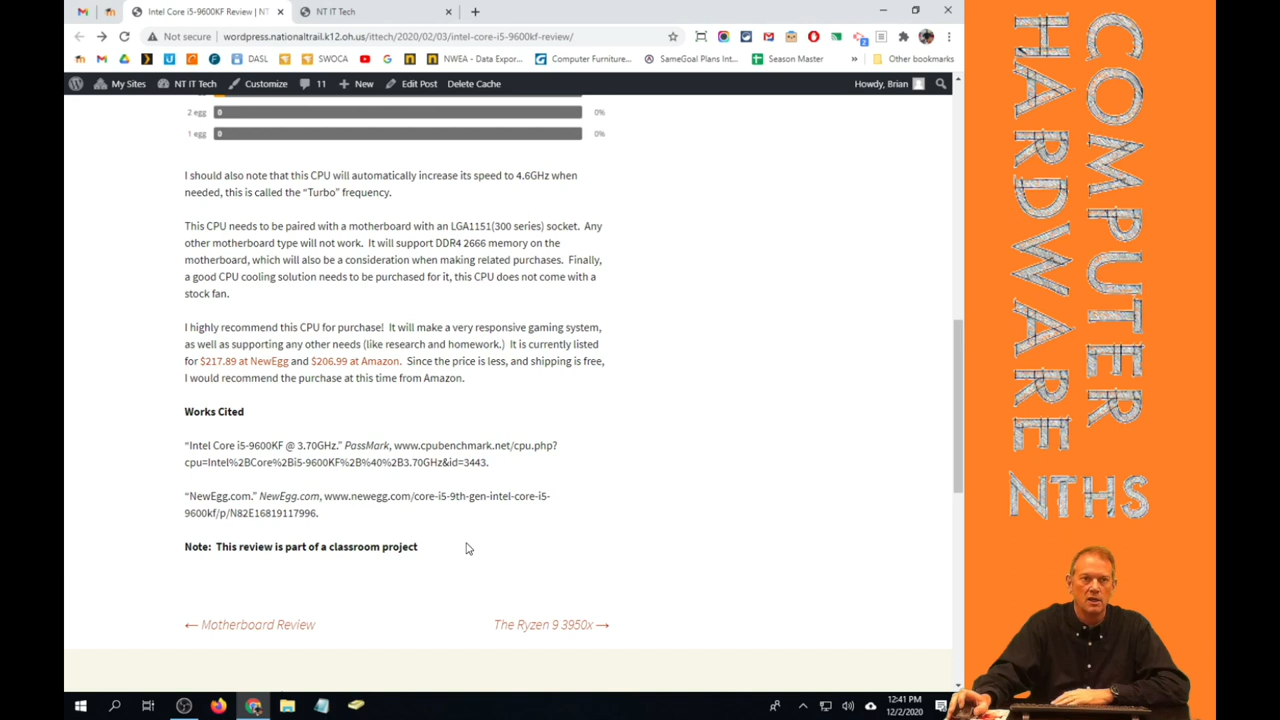 Intel Core i5-9600KF Review | NT
NT IT Tech
Not secure
wordpress.nationaltrail.k12.oh.us/ittech/2020/02/03/intel-core-i5-9600kf-review/
DASL
SWOCA
NWEA - Data Expor...
Computer Furniture...
SameGoal Plans Int...
Season Master
Other bookmarks
My Sites
NT IT Tech
Customize
11
New
Edit Post
Delete Cache
Howdy, Brian
2 egg 0 0%
1 egg 0 0%
I should also note that this CPU will automatically increase its speed to 4.6GHz when
needed, this is called the “Turbo” frequency.
This CPU needs to be paired with a motherboard with an LGA1151(300 series) socket. Any
other motherboard type will not work. It will support DDR4 2666 memory on the
motherboard, which will also be a consideration when making related purchases. Finally,
a good CPU cooling solution needs to be purchased for it, this CPU does not come with a
stock fan.
I highly recommend this CPU for purchase! It will make a very responsive gaming system,
as well as supporting any other needs (like research and homework.) It is currently listed
for $217.89 at NewEgg and $206.99 at Amazon. Since the price is less, and shipping is free,
I would recommend the purchase at this time from Amazon.
Works Cited
“Intel Core i5-9600KF @ 3.70GHz.” PassMark, www.cpubenchmark.net/cpu.php?
cpu=Intel%2BCore%2Bi5-9600KF%2B%40%2B3.70GHz&id=3443.
“NewEgg.com.” NewEgg.com, www.newegg.com/core-i5-9th-gen-intel-core-i5-
9600kf/p/N82E16819117996.
Note: This review is part of a classroom project
← Motherboard Review
The Ryzen 9 3950x →
12:41 PM
12/2/2020
COMPUTER
HARDWARE
NTHS